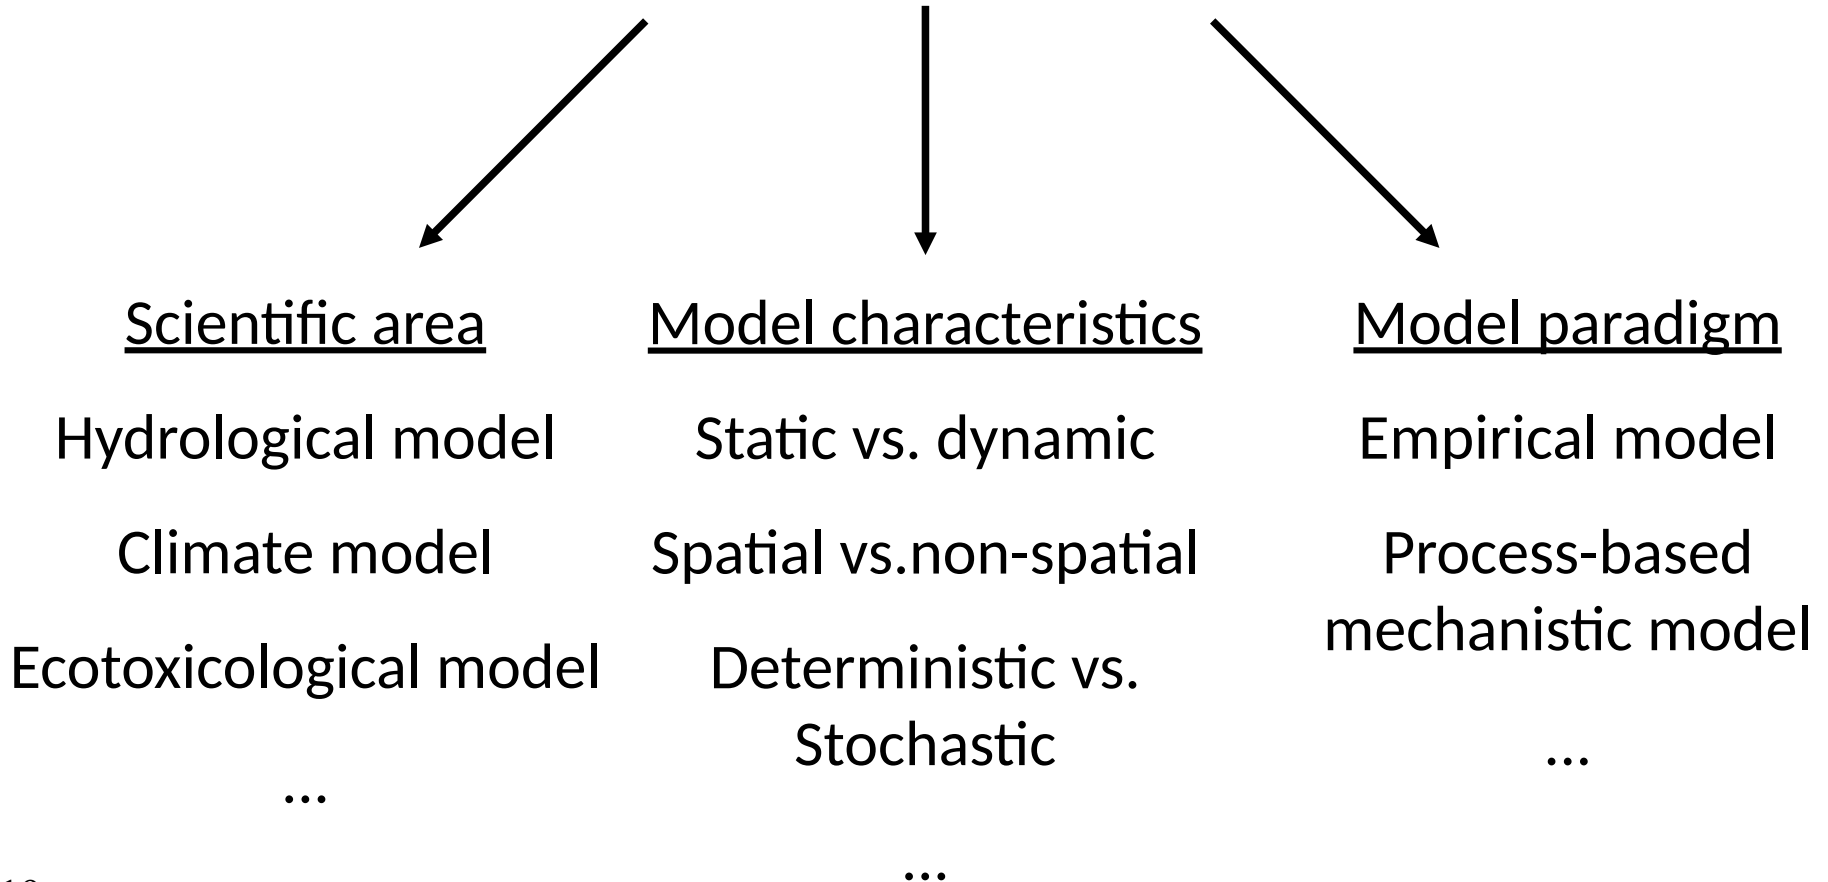 Scientific area
Hydrological model
Climate model
Ecotoxicological model
...
Model characteristics
Static vs. dynamic
Spatial vs.non-spatial
Deterministic vs.
Stochastic
...
Model paradigm
Empirical model
Process-based
mechanistic model
...